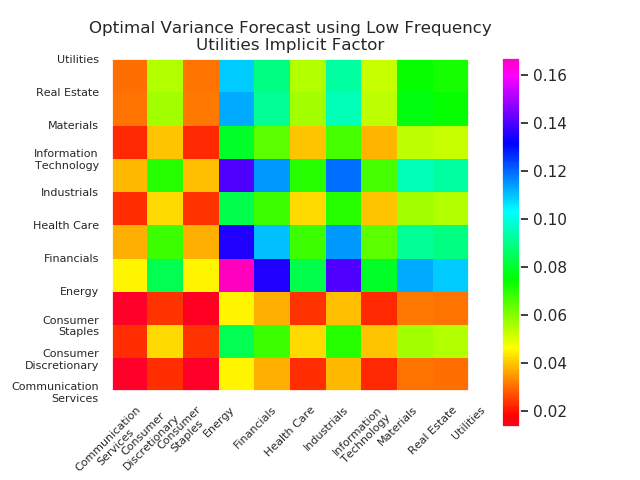 Optimal Variance Forecast using Low Frequency
Utilities Implicit Factor
Utilities
Real Estate
Materials
Information
Technology
Industrials
Health Care
Financials
Energy
Consumer
Staples
Consumer
Discretionary
Communication
Services
Communication
Services
Consumer
Discretionary
Consumer
Staples
Energy
Financials
Health Care
Industrials
Information
Technology
Materials
Real Estate
Utilities
0.16
0.14
0.12
0.10
0.08
0.06
0.04
0.02